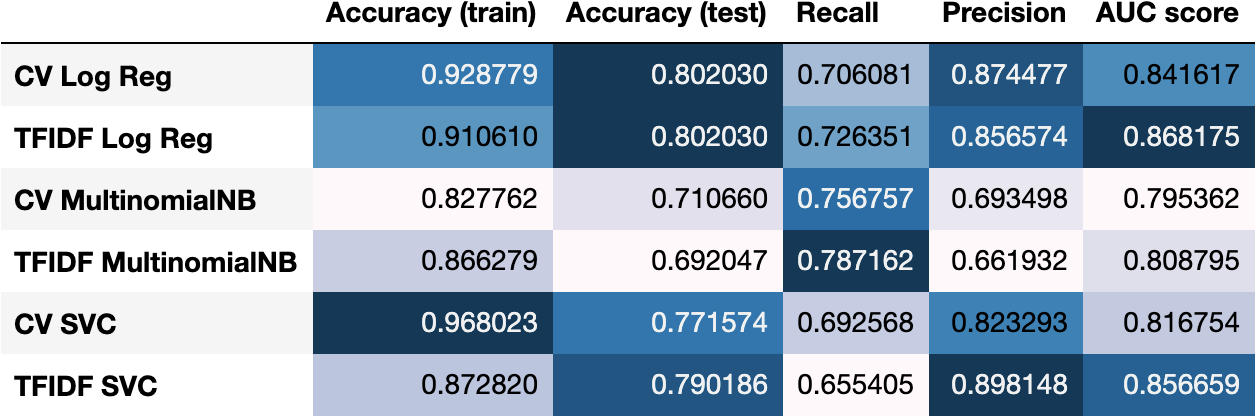 Accuracy (train) Accuracy (test) Recall Precision AUC score
CV Log Reg 0.928779 0.802030 0.706081 0.874477 0.841617
TFIDF Log Reg 0.910610 0.802030 0.726351 0.856574 0.868175
CV MultinomialNB 0.827762 0.710660 0.756757 0.693498 0.795362
TFIDF MultinomialNB 0.866279 0.692047 0.787162 0.661932 0.808795
CV SVC 0.968023 0.771574 0.692568 0.823293 0.816754
TFIDF SVC 0.872820 0.790186 0.655405 0.898148 0.856659